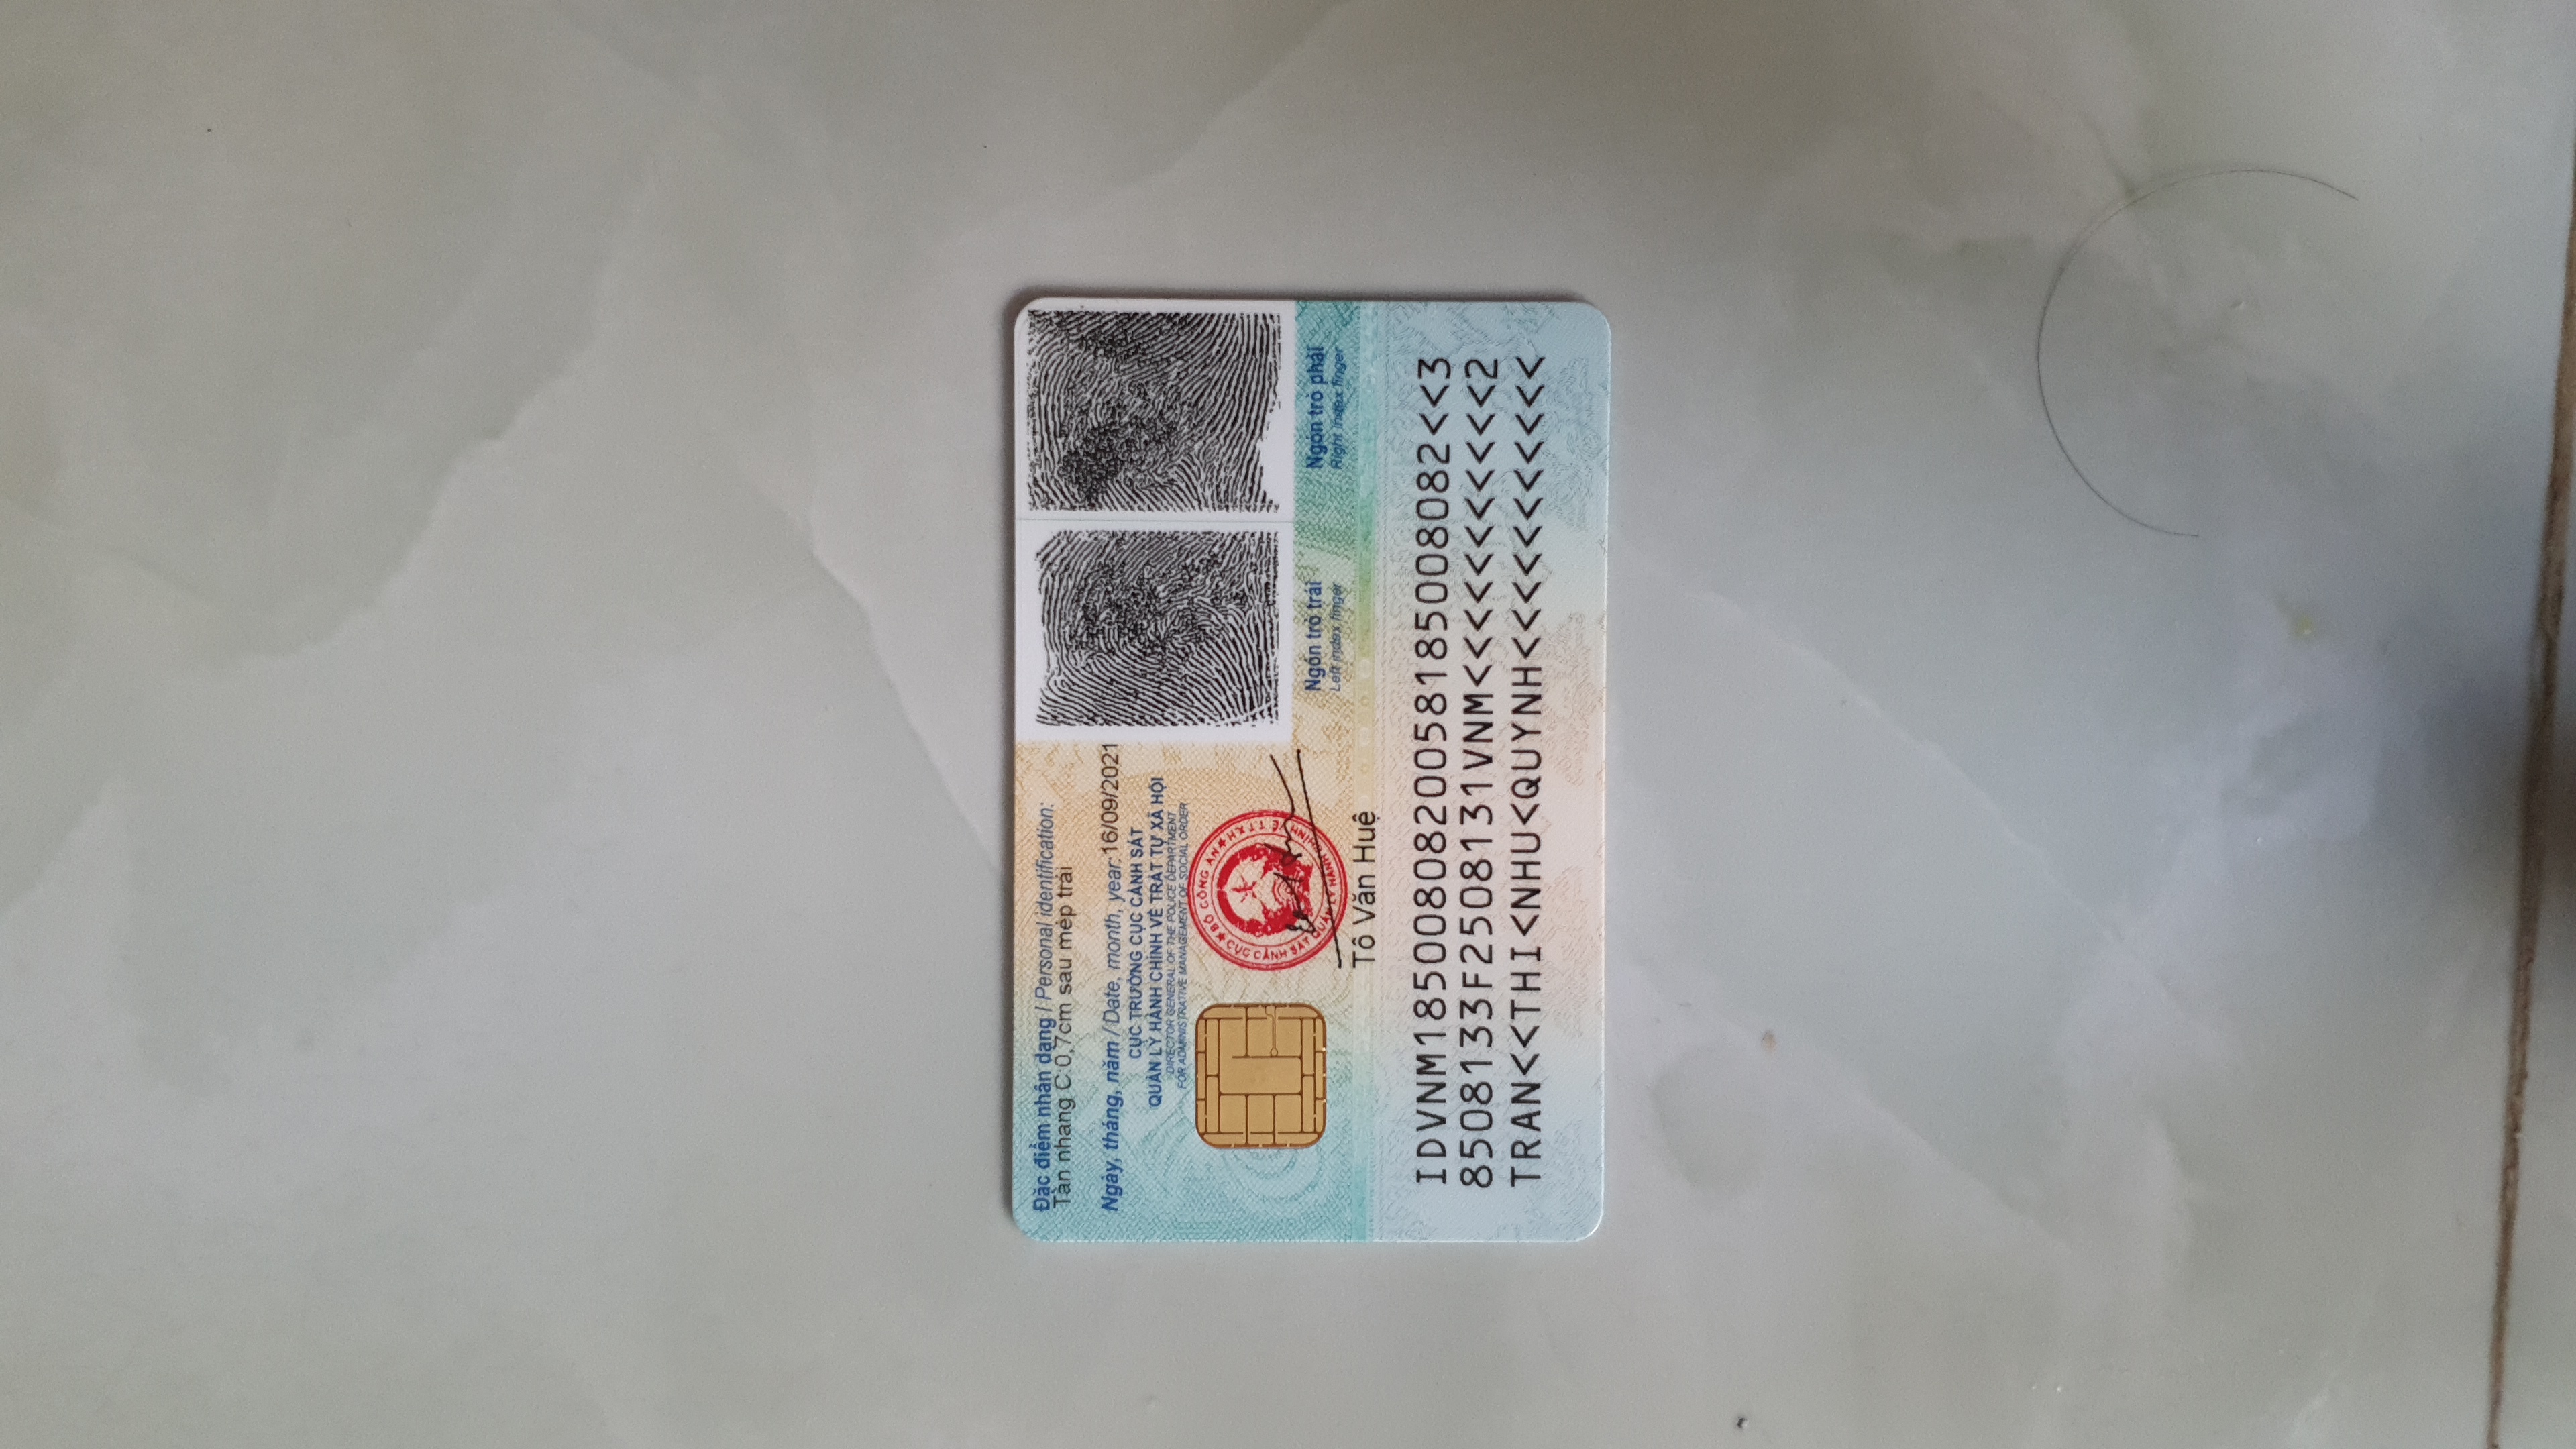 Đặc điểm nhân dạng / Personal identification:
Tàn nhang C:0,7cm sau mép trái
Ngày, tháng, năm / Date, month, year:16/09/2021
CỤC TRƯỞNG CỤC CẢNH SÁT
QUẢN LÝ HÀNH CHÍNH VỀ TRẬT TỰ XÃ HỘI
DIRECTOR GENERAL OF THE POLICE DEPARTMENT
FOR ADMINISTRATIVE MANAGEMENT OF SOCIAL ORDER
BỘ CÔNG AN
CỤC CẢNH SÁT QUẢN LÝ HÀNH CHÍNH VỀ TTXH
Tô Văn Huệ
Ngón trỏ trái
Left index finger
Ngón trỏ phải
Right index finger
IDVNM1850080820058185008082<<3
8508133F2508131VNM<<<<<<<<<<<2
TRAN<<THI<NHU<QUYNH<<<<<<<<<<<